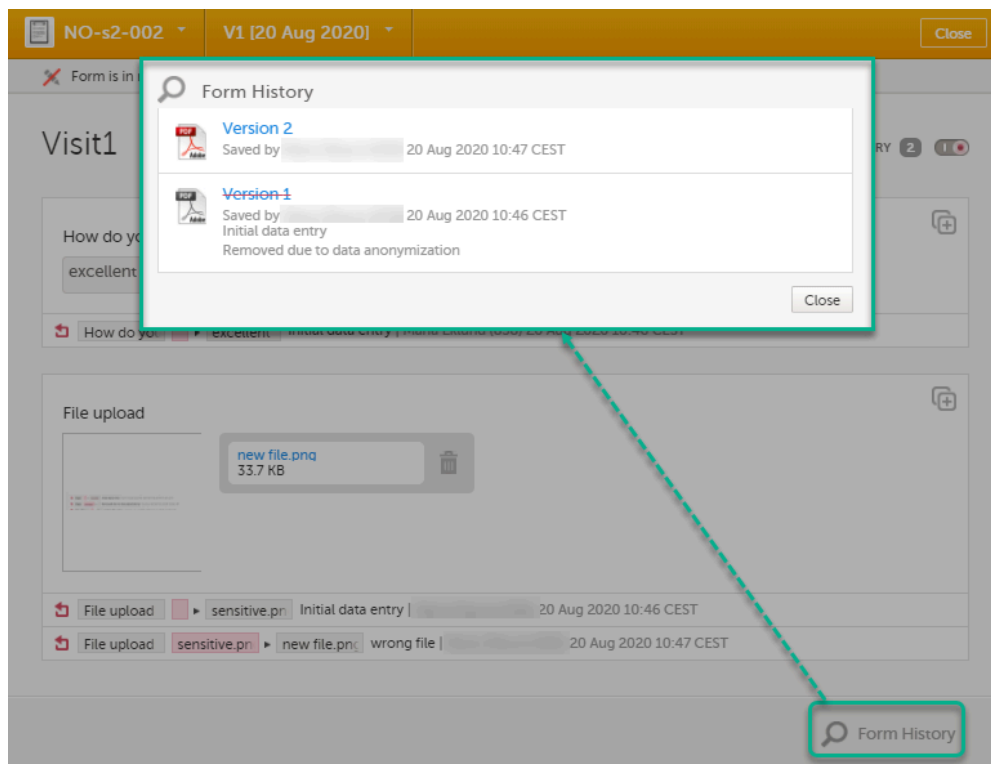 NO-s2-002
V1 [20 Aug 2020]
Close
Form is in
Form History
Version 2
Saved by 20 Aug 2020 10:47 CEST
Version 1
Saved by 20 Aug 2020 10:46 CEST
Initial data entry
Removed due to data anonymization
Close
Visit1
RY 2
How do yo
excellent
How do you excellent Initial data entry | 20 Aug 2020 10:46 CEST
File upload
new file.png
33.7 KB
File upload sensitive.pn Initial data entry | 20 Aug 2020 10:46 CEST
File upload sensitive.pn new file.png wrong file | 20 Aug 2020 10:47 CEST
Form History